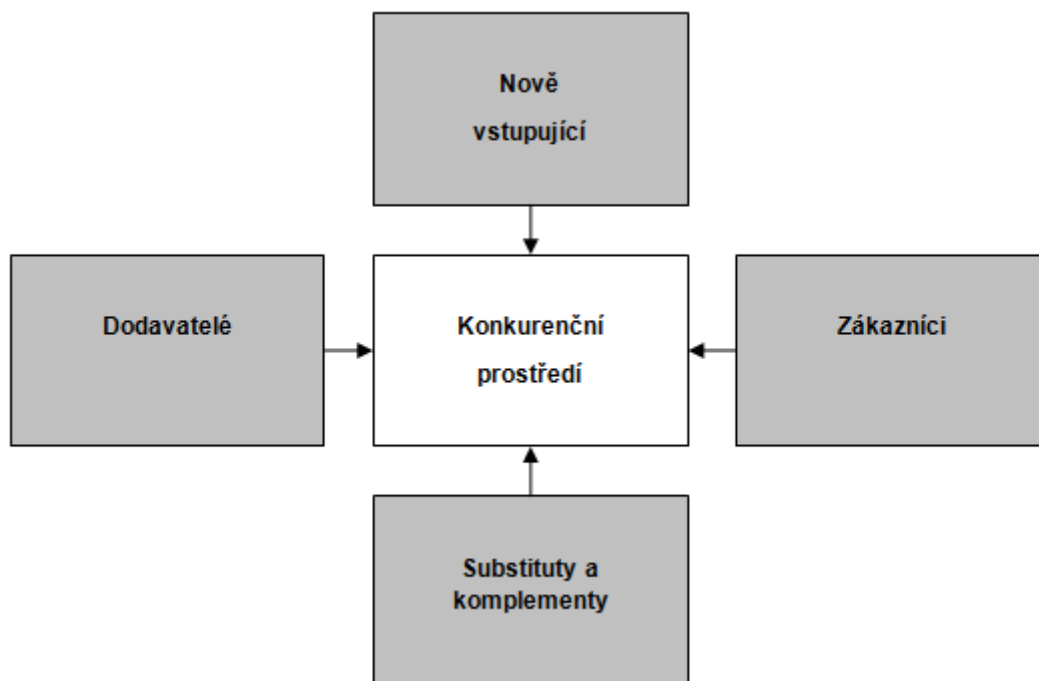 Nově
vstupující
Dodavatelé
Konkurenční
prostředí
Zákazníci
Substituty a
komplementy